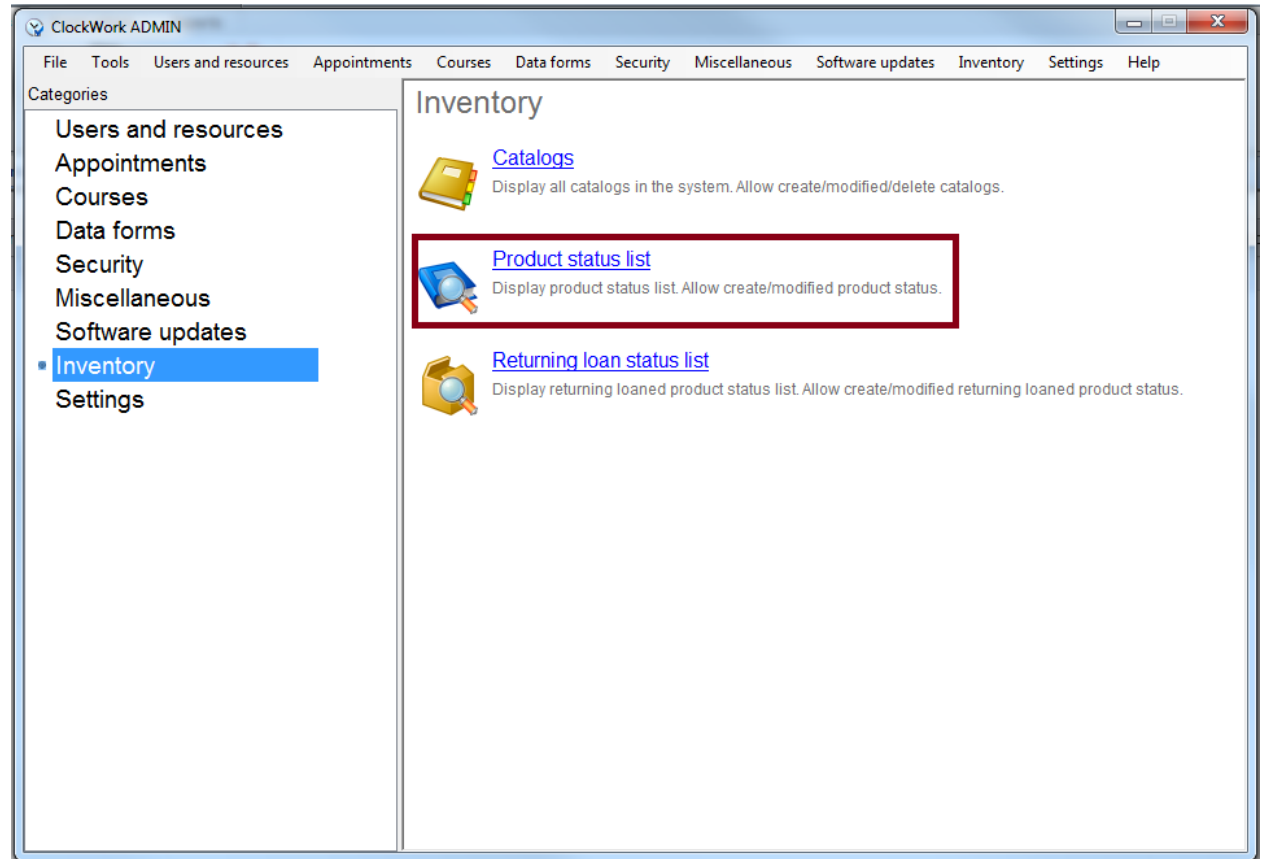 ClockWork ADMIN
File Tools Users and resources Appointments Courses Data forms Security Miscellaneous Software updates Inventory Settings Help
Categories
Users and resources
Appointments
Courses
Data forms
Security
Miscellaneous
Software updates
Inventory
Settings
Inventory
Catalogs
Display all catalogs in the system. Allow create/modified/delete catalogs.
Product status list
Display product status list. Allow create/modified product status.
Returning loan status list
Display returning loaned product status list. Allow create/modified returning loaned product status.